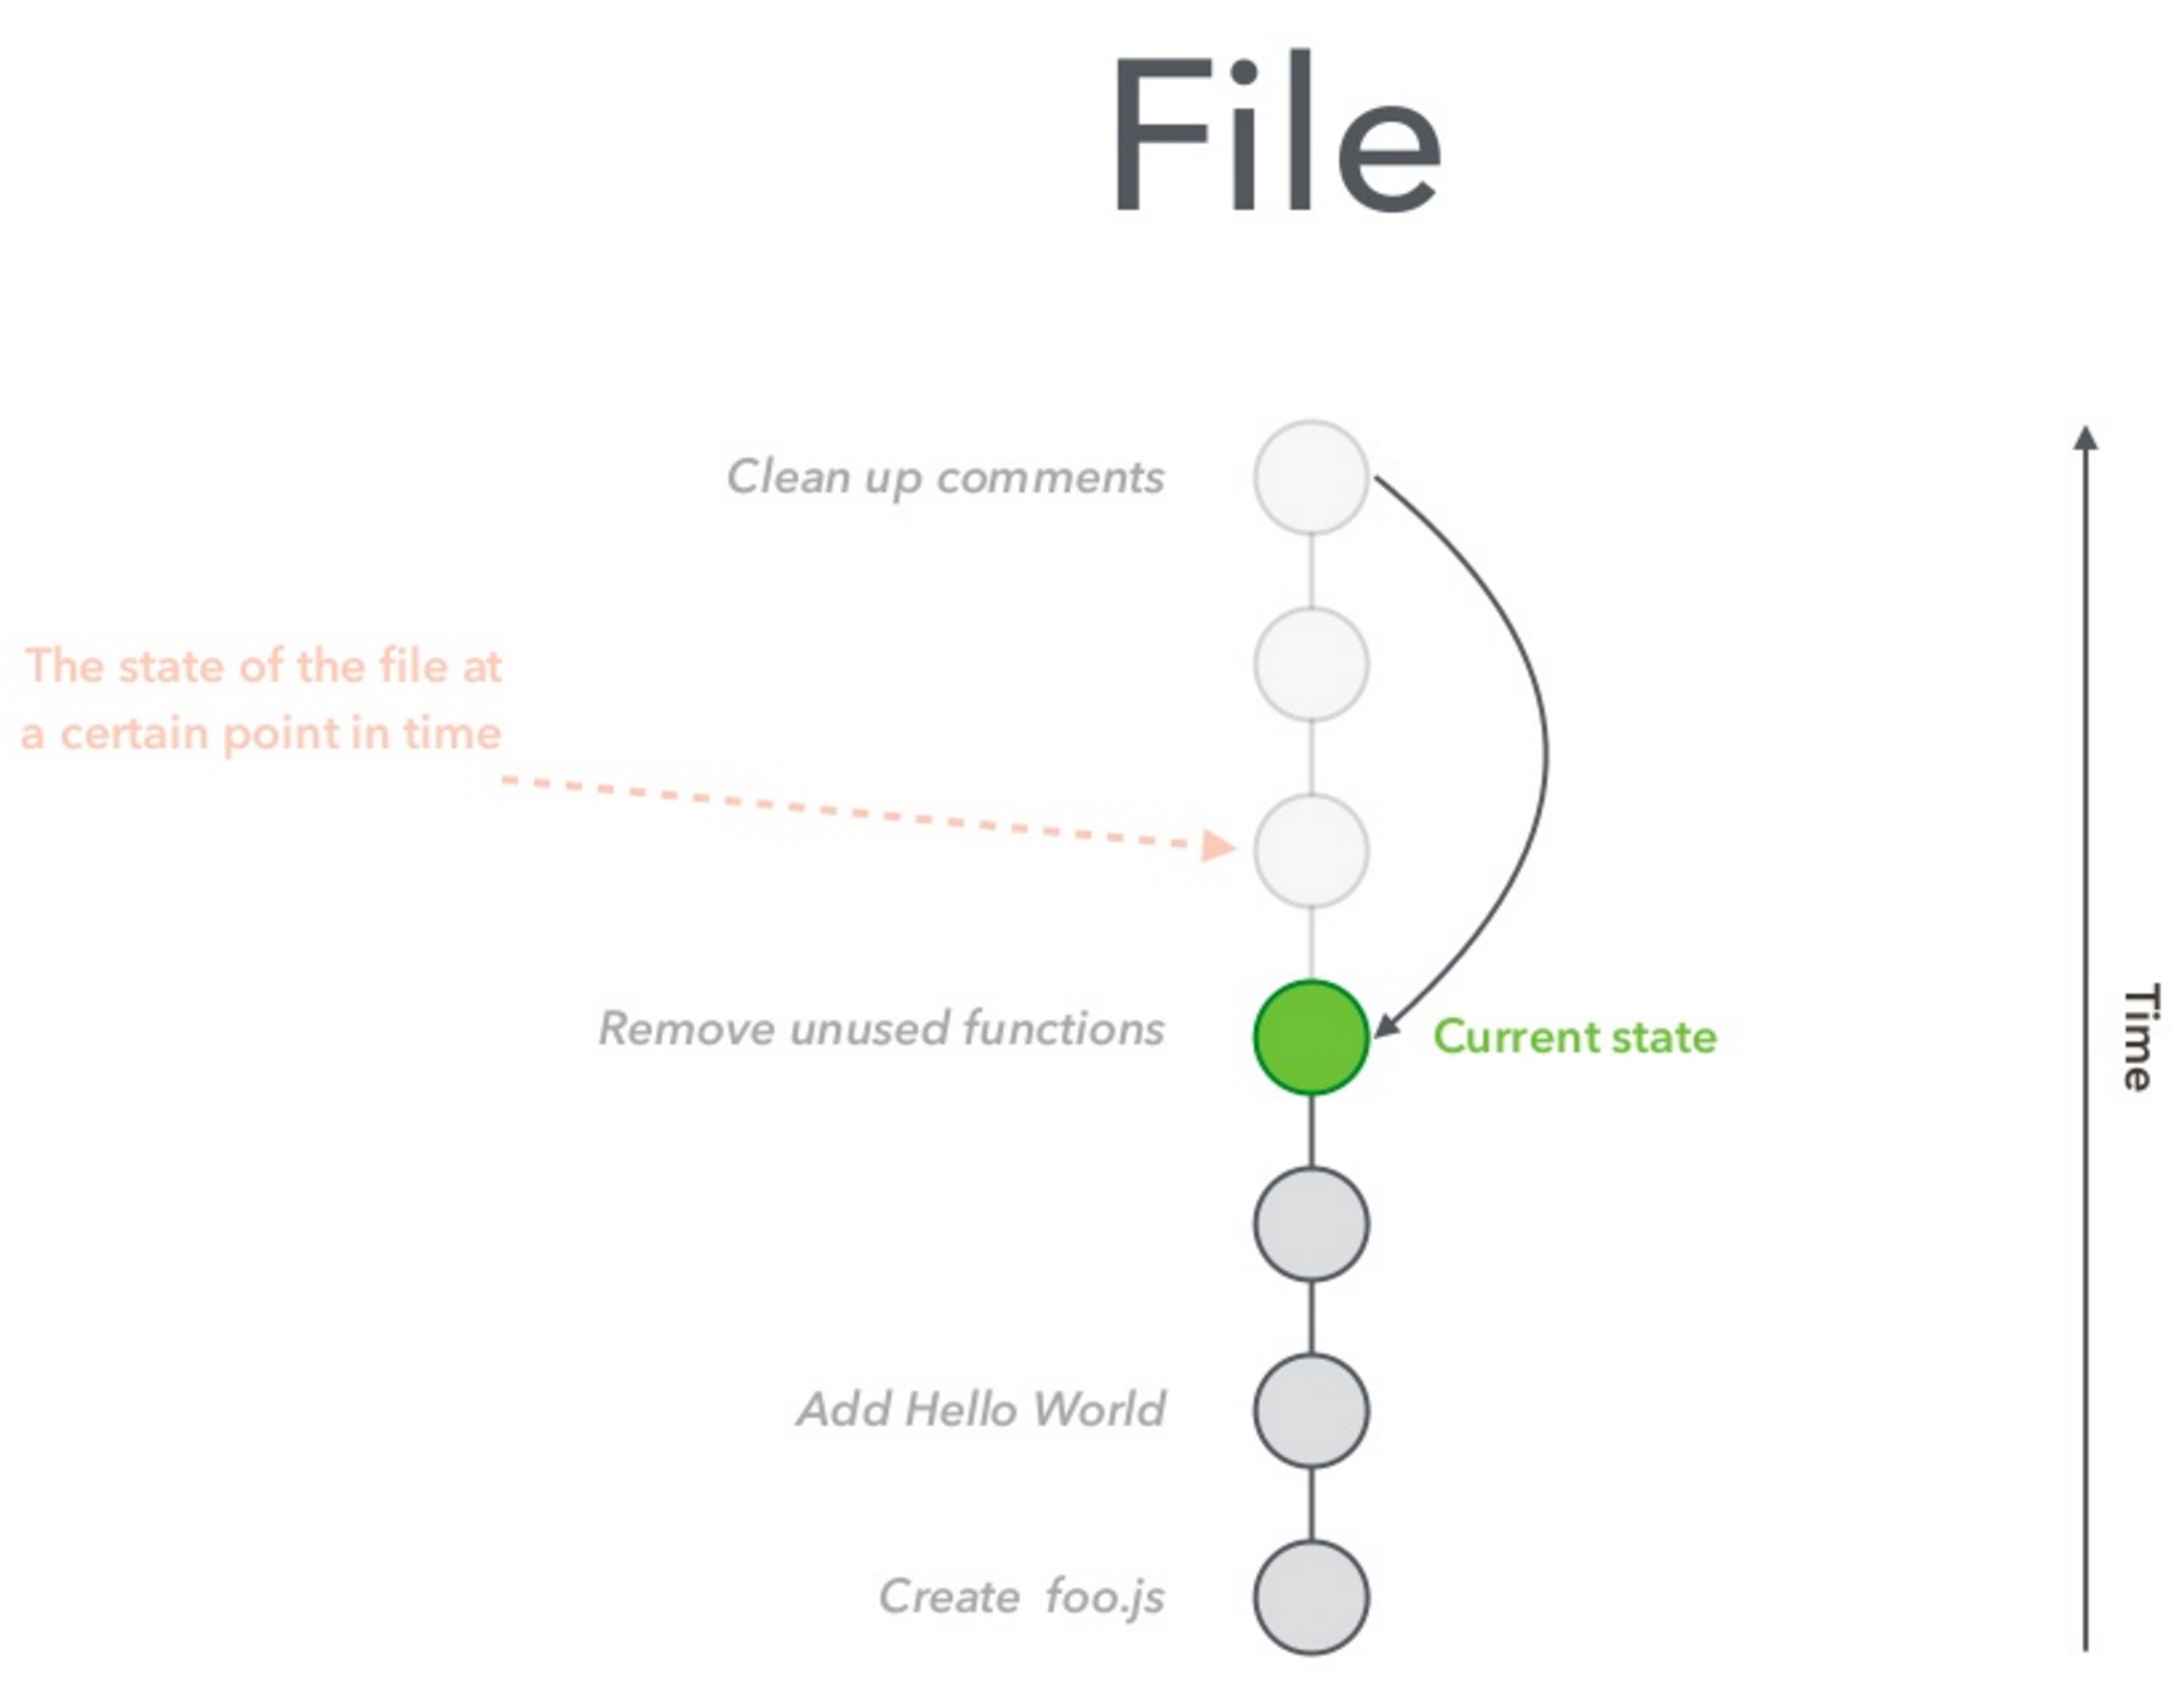 File
Clean up comments
The state of the file at
a certain point in time
Remove unused functions
Current state
Time
Add Hello World
Create foo.js